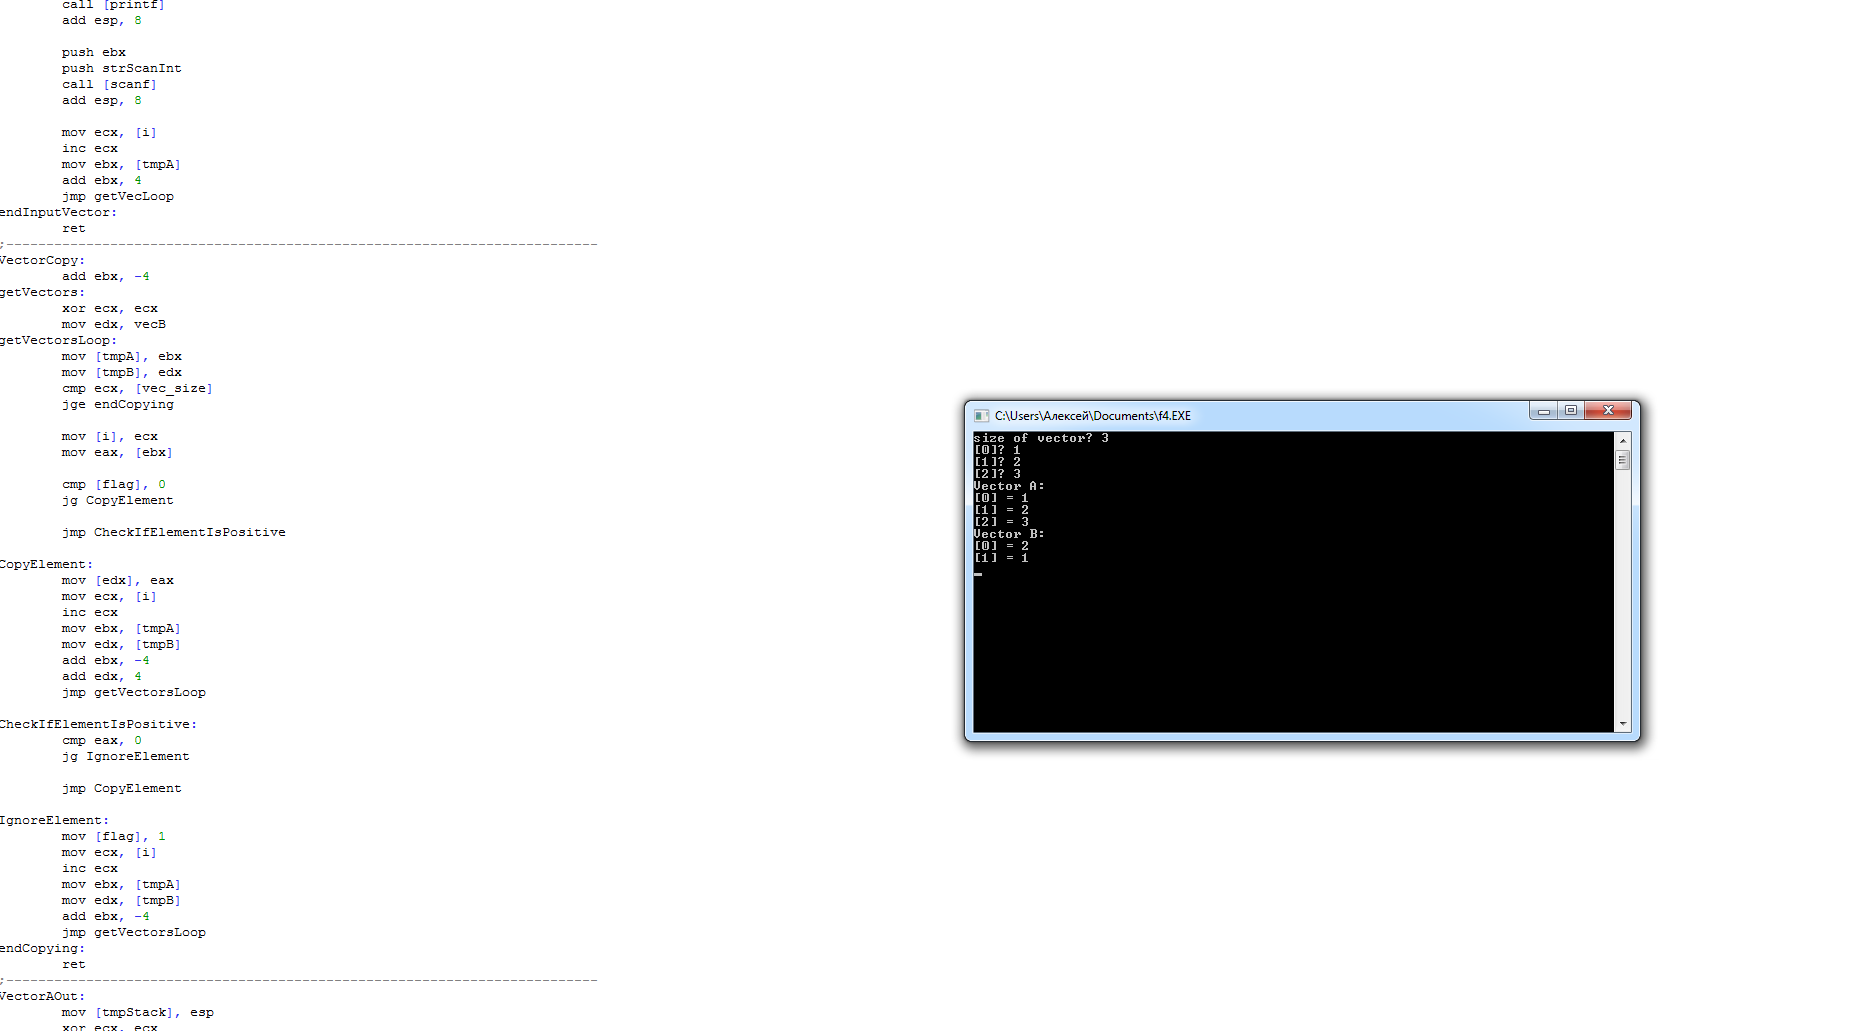 call [printf]
add esp, 8
push ebx
push strScanInt
call [scanf]
add esp, 8
mov ecx, [i]
inc ecx
mov ebx, [tmpA]
add ebx, 4
jmp getVecLoop
endInputVector:
ret
;--------------------------------------------------------------------------
VectorCopy:
add ebx, -4
getVectors:
xor ecx, ecx
mov edx, vecB
getVectorsLoop:
mov [tmpA], ebx
mov [tmpB], edx
cmp ecx, [vec_size]
jge endCopying
mov [i], ecx
mov eax, [ebx]
cmp [flag], 0
jg CopyElement
jmp CheckIfElementIsPositive
CopyElement:
mov [edx], eax
mov ecx, [i]
inc ecx
mov ebx, [tmpA]
mov edx, [tmpB]
add ebx, -4
add edx, 4
jmp getVectorsLoop
CheckIfElementIsPositive:
cmp eax, 0
jg IgnoreElement
jmp CopyElement
IgnoreElement:
mov [flag], 1
mov ecx, [i]
inc ecx
mov ebx, [tmpA]
mov edx, [tmpB]
add ebx, -4
jmp getVectorsLoop
endCopying:
ret
;--------------------------------------------------------------------------
VectorAOut:
mov [tmpStack], esp
xor ecx, ecx
C:\Users\Алексей\Documents\f4.EXE
size of vector? 3
[0]? 1
[1]? 2
[2]? 3
Vector A:
[0] = 1
[1] = 2
[2] = 3
Vector B:
[0] = 2
[1] = 1